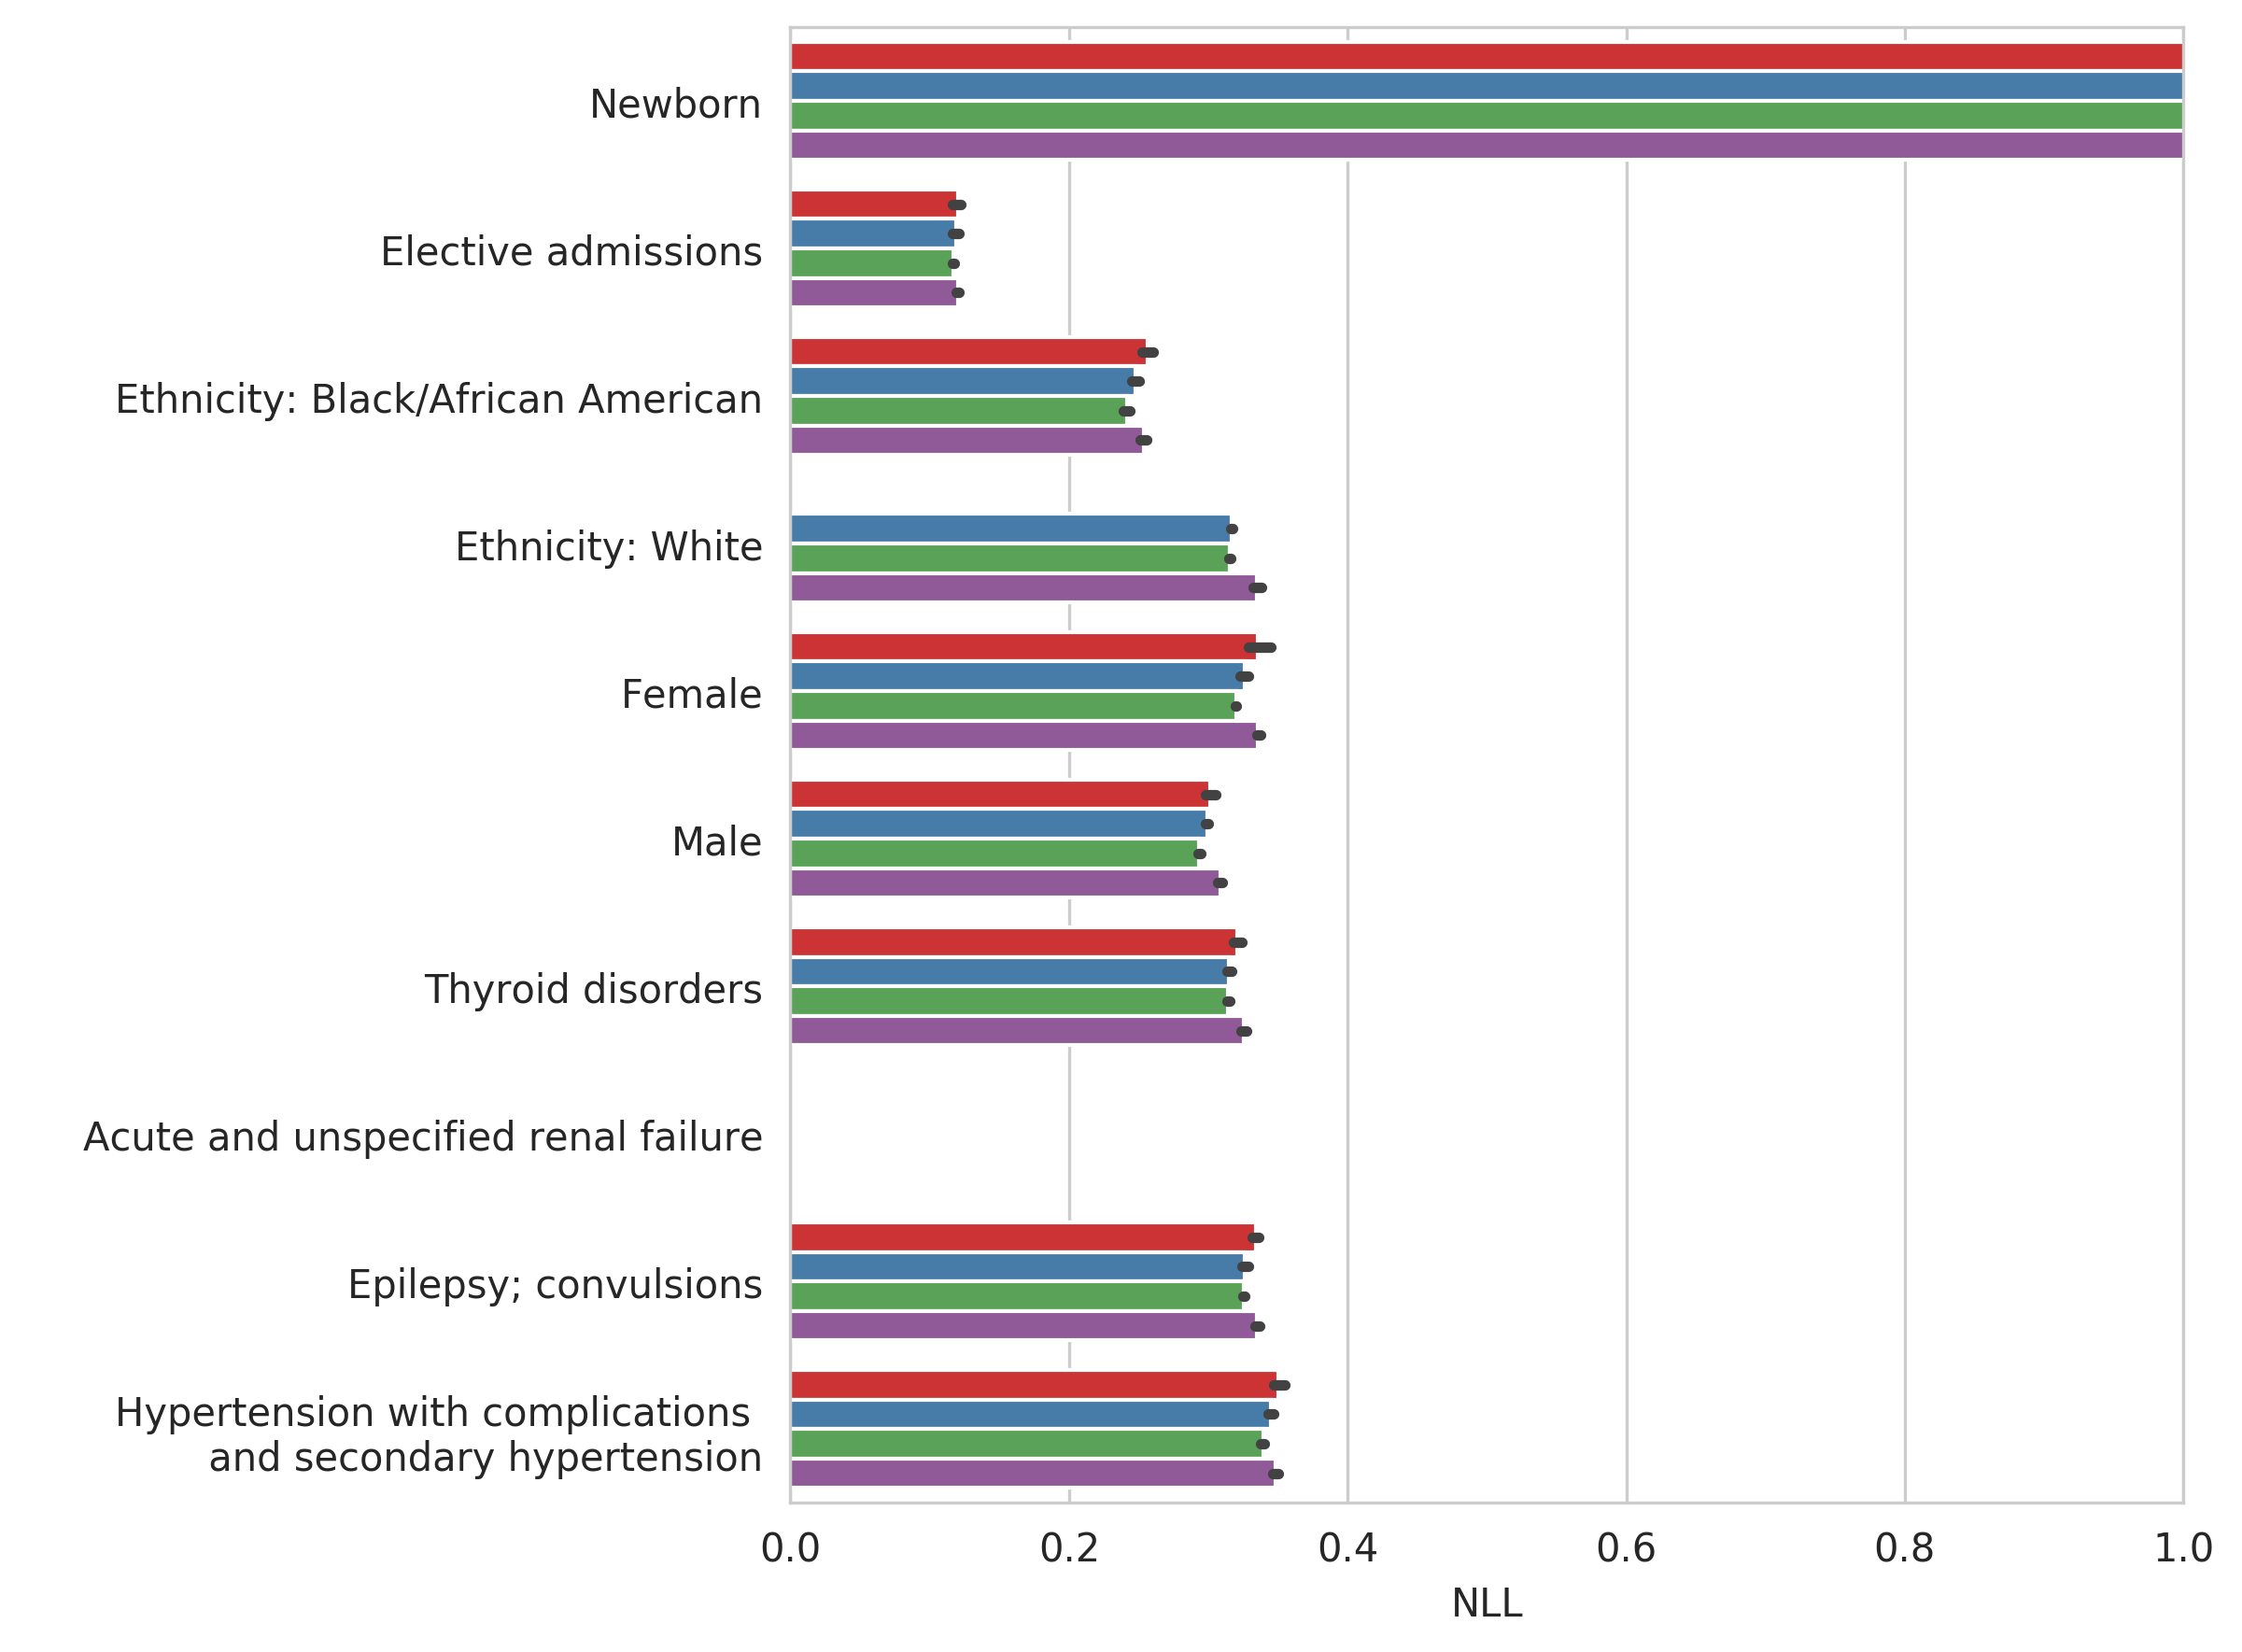 Newborn
Elective admissions
Ethnicity: Black/African American
Ethnicity: White
Female
Male
Thyroid disorders
Acute and unspecified renal failure
Epilepsy; convulsions
Hypertension with complications
and secondary hypertension
0.0 0.2 0.4 0.6 0.8 1.0
NLL